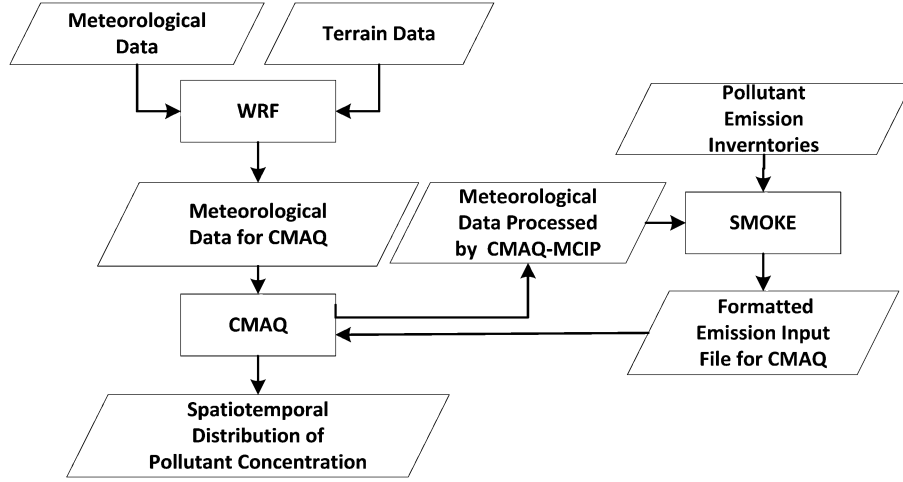 Meteorological
Data
Terrain Data
WRF
Pollutant
Emission
Inverntories
Meteorological
Data for CMAQ
Meteorological
Data Processed
by CMAQ-MCIP
SMOKE
CMAQ
Formatted
Emission Input
File for CMAQ
Spatiotemporal
Distribution of
Pollutant Concentration